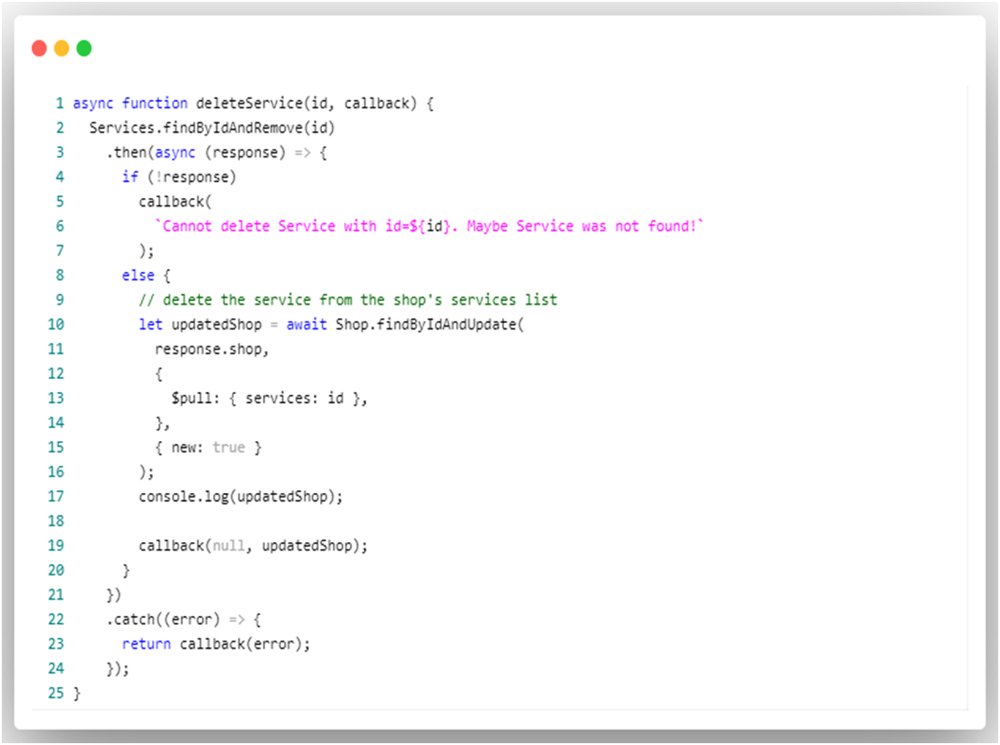 1 async function deleteService(id, callback) {
2   Services.findByIdAndRemove(id)
3     .then(async (response) => {
4       if (!response)
5         callback(
6           `Cannot delete Service with id=${id}. Maybe Service was not found!`
7         );
8       else {
9         // delete the service from the shop's services list
10         let updatedShop = await Shop.findByIdAndUpdate(
11           response.shop,
12           {
13             $pull: { services: id },
14           },
15           { new: true }
16         );
17         console.log(updatedShop);
18
19         callback(null, updatedShop);
20       }
21     })
22     .catch((error) => {
23       return callback(error);
24     });
25 }